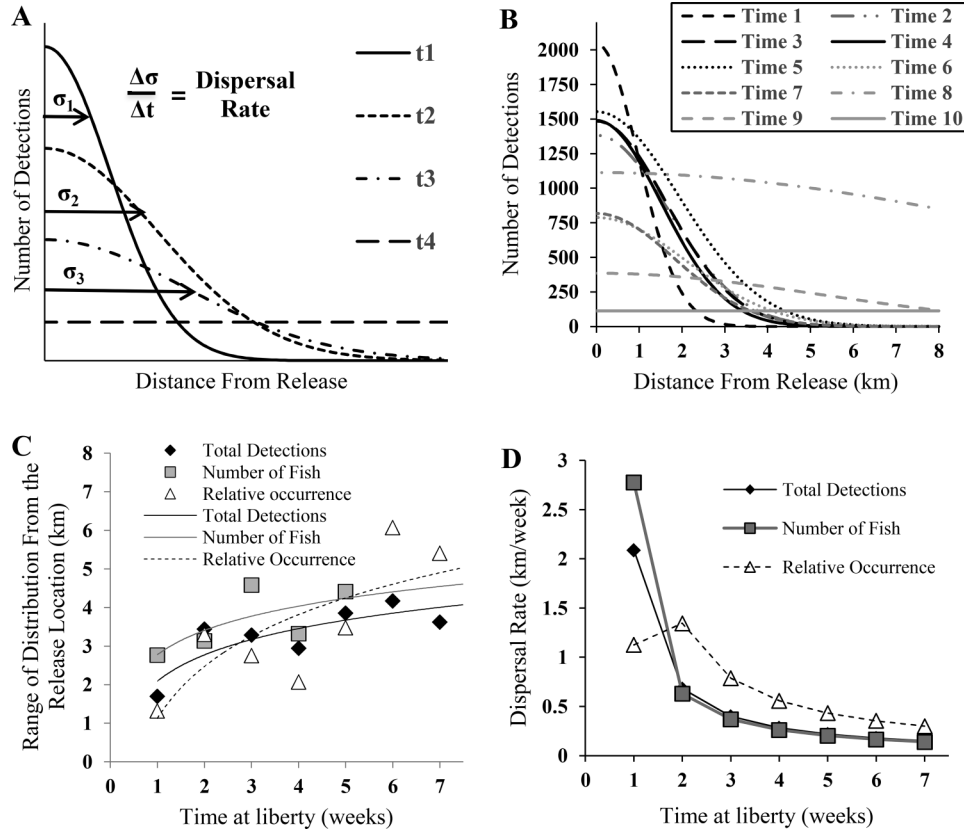 A
Number of Detections
Distance From Release
σ1
σ2
σ3
Δσ
Δt
= Dispersal Rate
t1
t2
t3
t4
B
Number of Detections
2000
1750
1500
1250
1000
750
500
250
0
0 1 2 3 4 5 6 7 8
Distance From Release (km)
Time 1 Time 2
Time 3 Time 4
Time 5 Time 6
Time 7 Time 8
Time 9 Time 10
C
Range of Distribution From the
Release Location (km)
8
7
6
5
4
3
2
1
0
0 1 2 3 4 5 6 7
Time at liberty (weeks)
Total Detections
Number of Fish
Relative occurrence
Total Detections
Number of Fish
Relative Occurrence
D
Dispersal Rate (km/week)
3
2.5
2
1.5
1
0.5
0
0 1 2 3 4 5 6 7
Time at liberty (weeks)
Total Detections
Number of Fish
Relative Occurrence